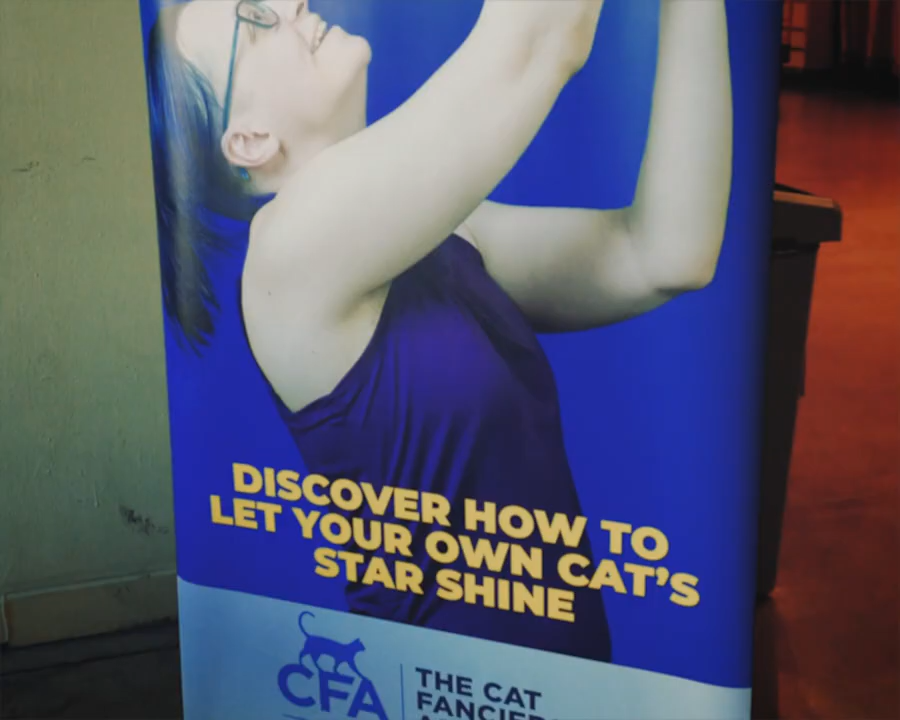 DISCOVER HOW TO
LET YOUR OWN CAT'S
STAR SHINE
CFA
THE CAT